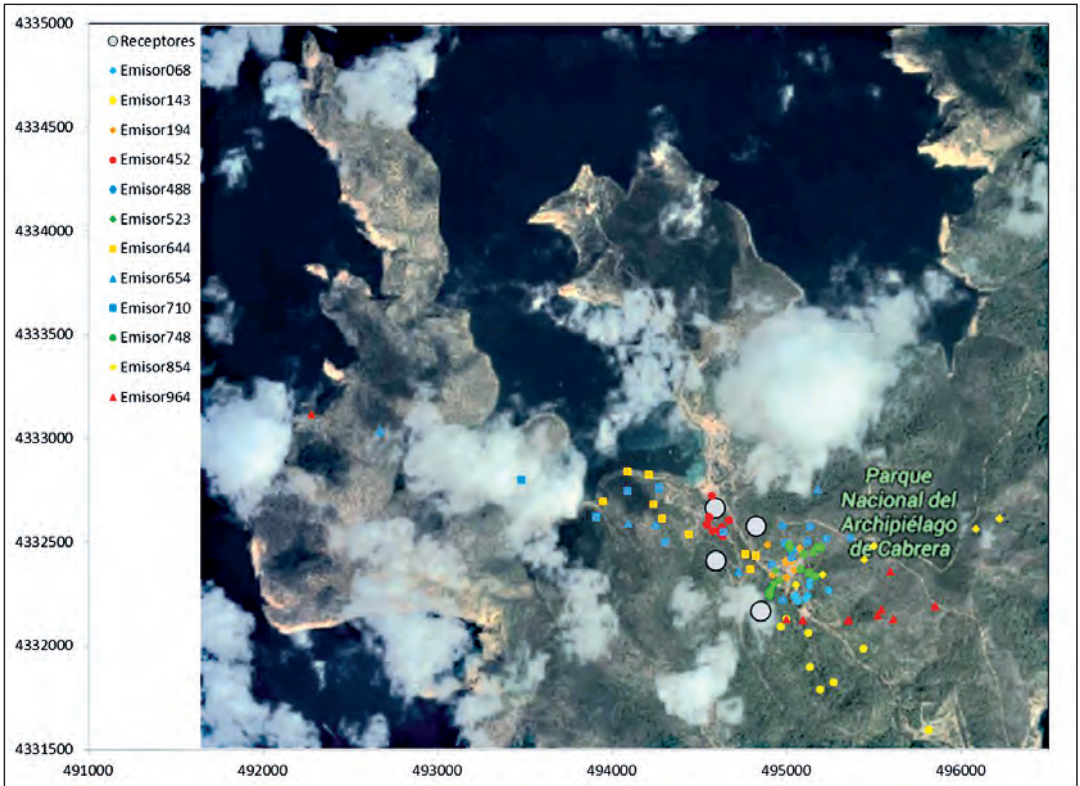 4335000
4334500
4334000
4333500
4333000
4332500
4332000
4331500
Receptores
Emisor068
Emisor143
Emisor194
Emisor452
Emisor488
Emisor523
Emisor644
Emisor654
Emisor710
Emisor748
Emisor854
Emisor964
Parque
Nacional del
Archipiélago
de Cabrera
491000 492000 493000 494000 495000 496000